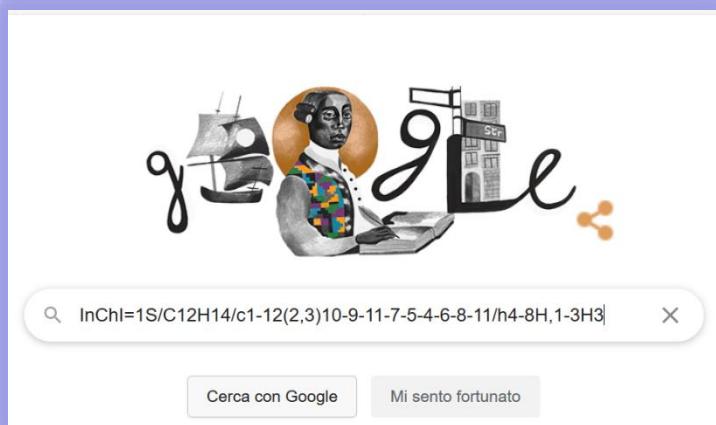 google
Str
InChI=1S/C12H14/c1-12(2,3)10-9-11-7-5-4-6-8-11/h4-8H,1-3H3
Cerca con Google
Mi sento fortunato